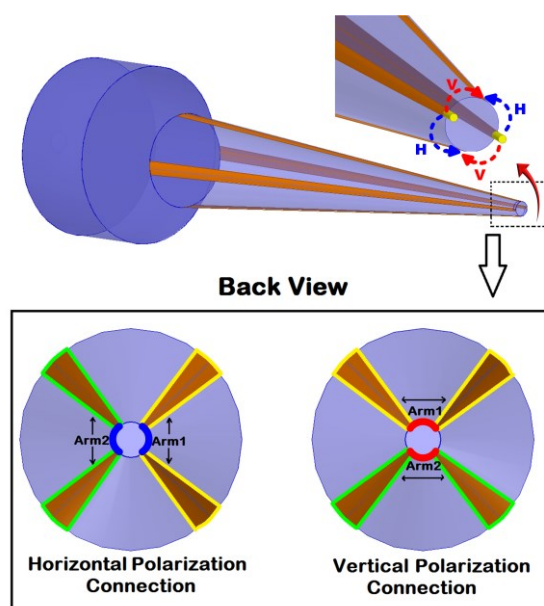 V
H
H
V
Back View
Arm2
Arm1
Arm1
Arm2
Horizontal Polarization
Connection
Vertical Polarization
Connection